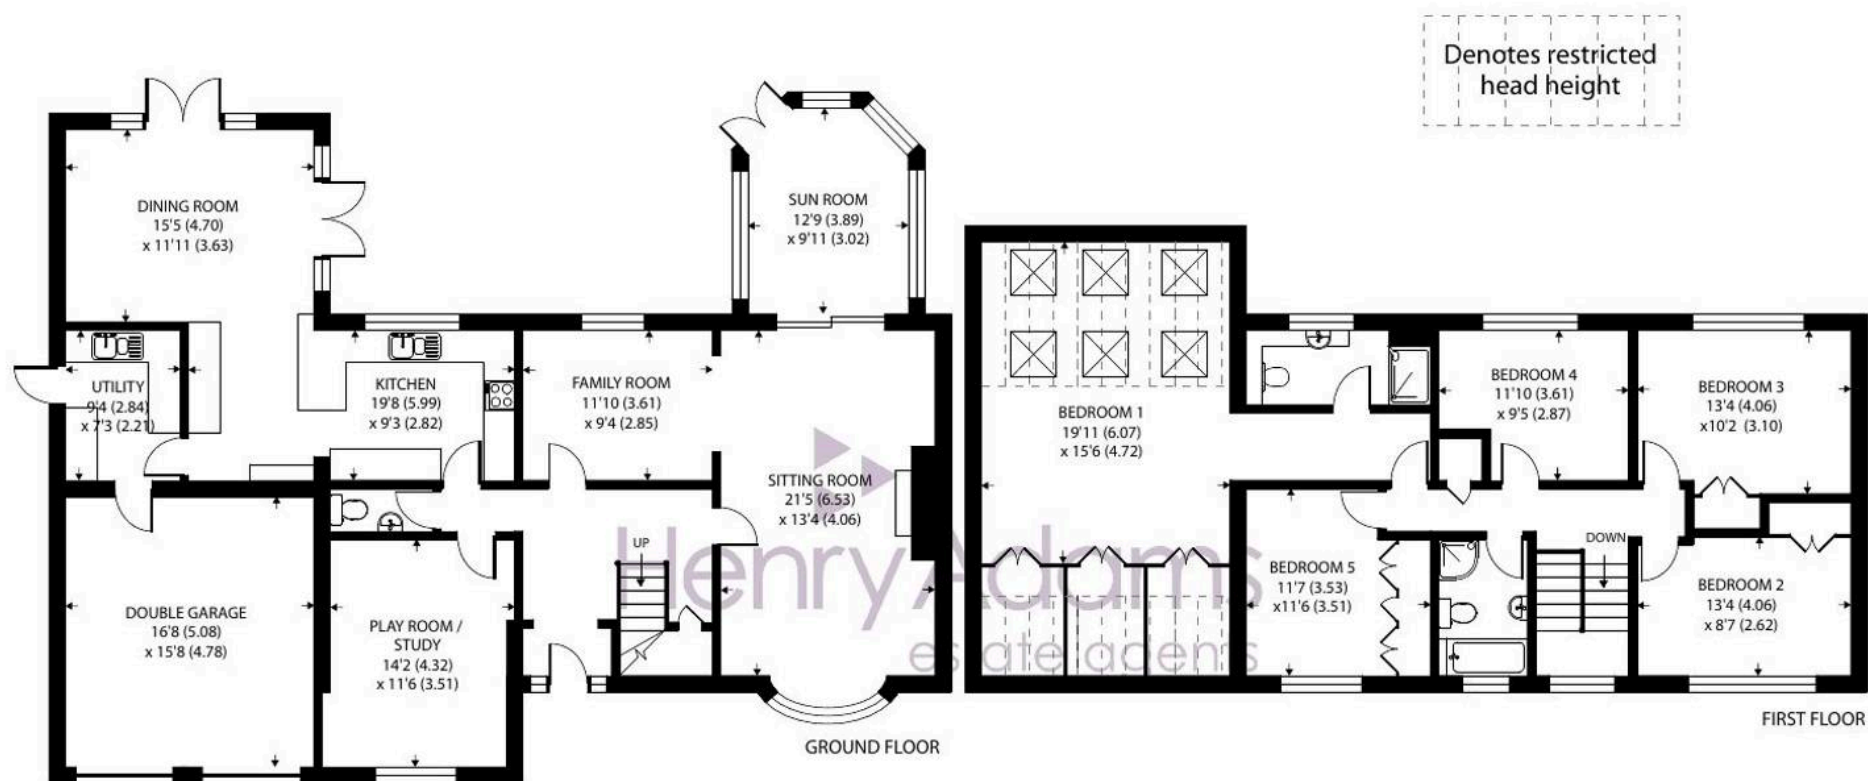 Denotes restricted
head height
DINING ROOM
15'5 (4.70)
x 11'11 (3.63)
SUN ROOM
12'9 (3.89)
x 9'11 (3.02)
UTILITY
9'4 (2.84)
x 7'3 (2.21)
KITCHEN
19'8 (5.99)
x 9'3 (2.82)
FAMILY ROOM
11'10 (3.61)
x 9'4 (2.85)
SITTING ROOM
21'5 (6.53)
x 13'4 (4.06)
UP
DOUBLE GARAGE
16'8 (5.08)
x 15'8 (4.78)
PLAY ROOM /
STUDY
14'2 (4.32)
x 11'6 (3.51)
GROUND FLOOR
BEDROOM 1
19'11 (6.07)
x 15'6 (4.72)
BEDROOM 4
11'10 (3.61)
x 9'5 (2.87)
BEDROOM 3
13'4 (4.06)
x10'2 (3.10)
BEDROOM 5
11'7 (3.53)
x11'6 (3.51)
DOWN
BEDROOM 2
13'4 (4.06)
x 8'7 (2.62)
FIRST FLOOR
Henry Adams
estate agents